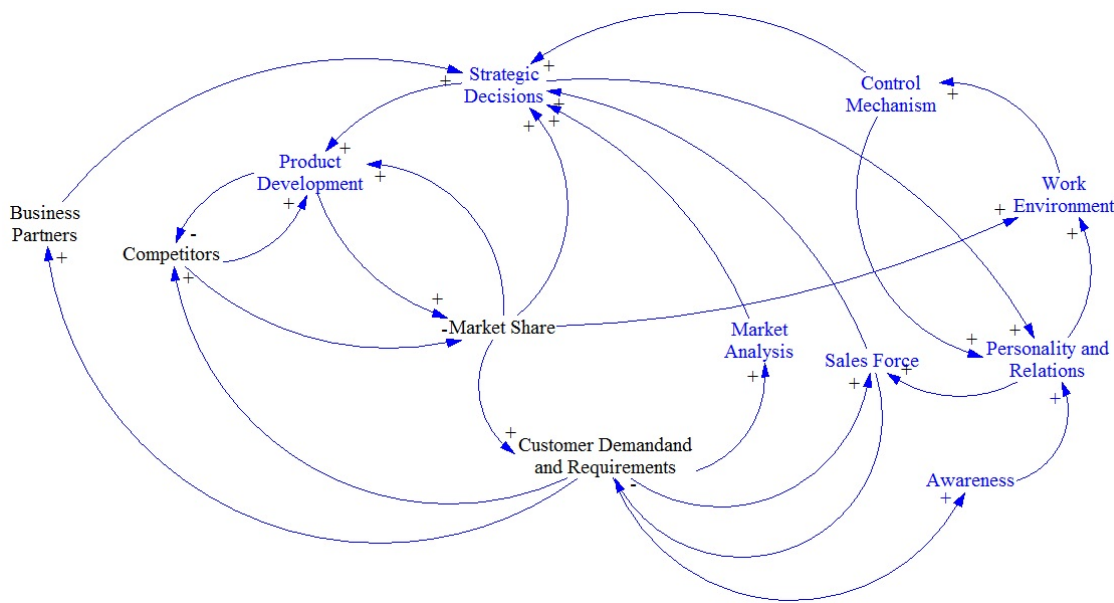 Strategic
Decisions
Control
Mechanism
Product
Development
Work
Environment
Business
Partners
Competitors
Market Share
Market
Analysis
Sales Force
Personality and
Relations
Customer Demandand
and Requirements
Awareness
+
+
+
+
+
+
+
+
+
+
-
+
+
+
+
-
+
+
+
+
+
+
+
-
+